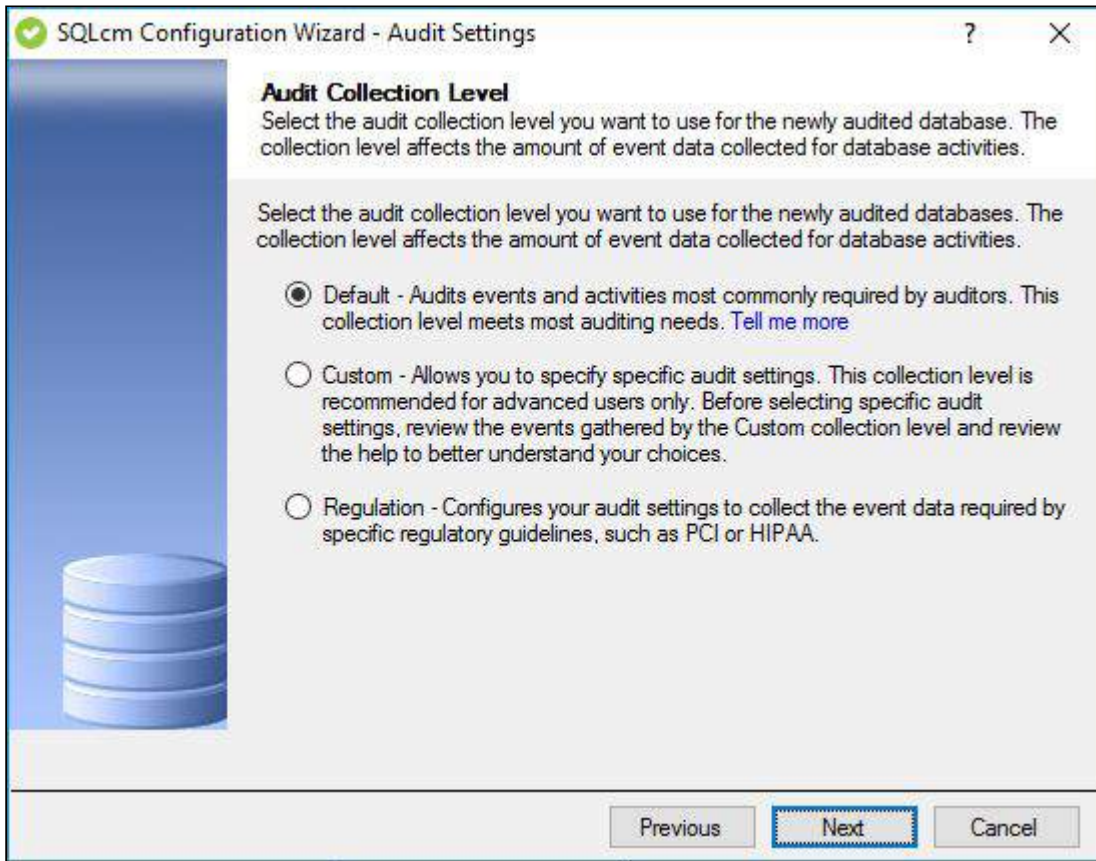 SQLcm Configuration Wizard - Audit Settings
?
Audit Collection Level
Select the audit collection level you want to use for the newly audited database. The
collection level affects the amount of event data collected for database activities.
Select the audit collection level you want to use for the newly audited databases. The
collection level affects the amount of event data collected for database activities.
Default - Audits events and activities most commonly required by auditors. This
collection level meets most auditing needs. Tell me more
Custom - Allows you to specify specific audit settings. This collection level is
recommended for advanced users only. Before selecting specific audit
settings, review the events gathered by the Custom collection level and review
the help to better understand your choices.
Regulation - Configures your audit settings to collect the event data required by
specific regulatory guidelines, such as PCI or HIPAA.
Previous Next Cancel